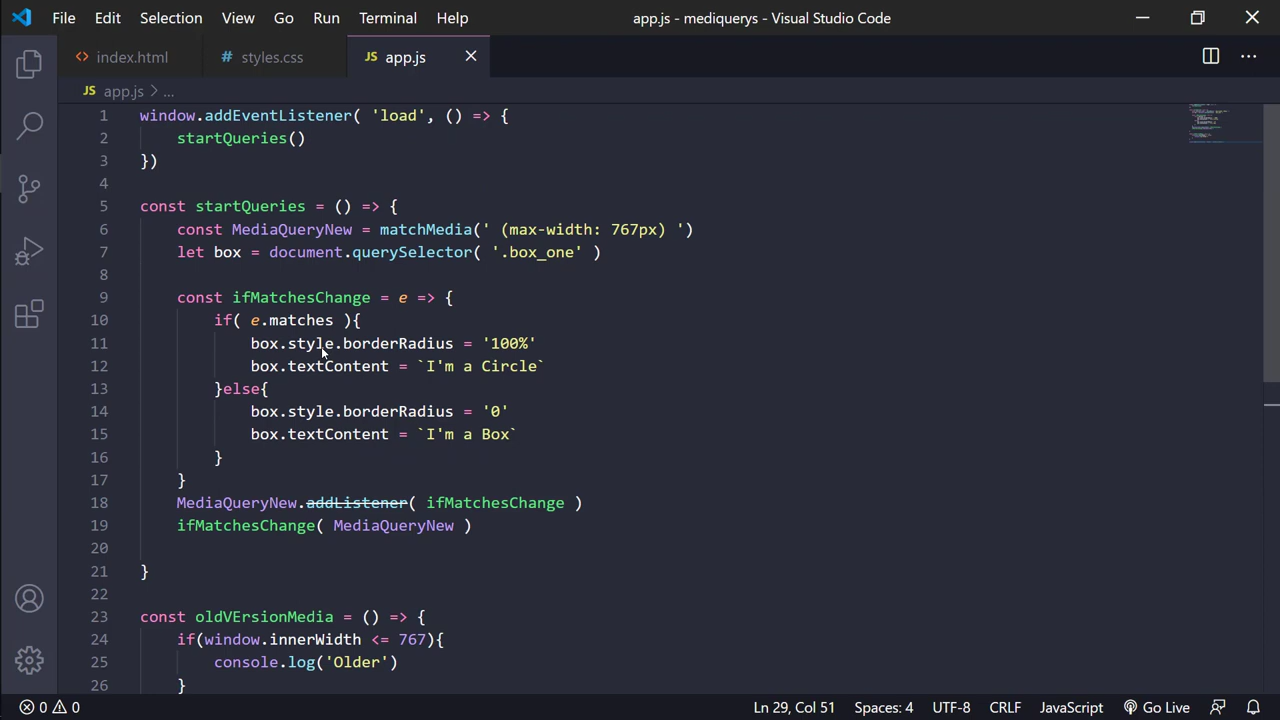 File Edit Selection View Go Run Terminal Help app.js - mediquerys - Visual Studio Code
<> index.html # styles.css JS app.js
JS app.js > ...
1 window.addEventListener( 'load', () => {
2 startQueries()
3 })
4
5 const startQueries = () => {
6 const MediaQueryNew = matchMedia(' (max-width: 767px) ')
7 let box = document.querySelector( '.box_one' )
8
9 const ifMatchesChange = e => {
10 if( e.matches ){
11 box.style.borderRadius = '100%'
12 box.textContent = `I'm a Circle`
13 }else{
14 box.style.borderRadius = '0'
15 box.textContent = `I'm a Box`
16 }
17 }
18 MediaQueryNew.addListener( ifMatchesChange )
19 ifMatchesChange( MediaQueryNew )
20
21 }
22
23 const oldVErsionMedia = () => {
24 if(window.innerWidth <= 767){
25 console.log('Older')
26 }
0 0 Ln 29, Col 51 Spaces: 4 UTF-8 CRLF JavaScript Go Live